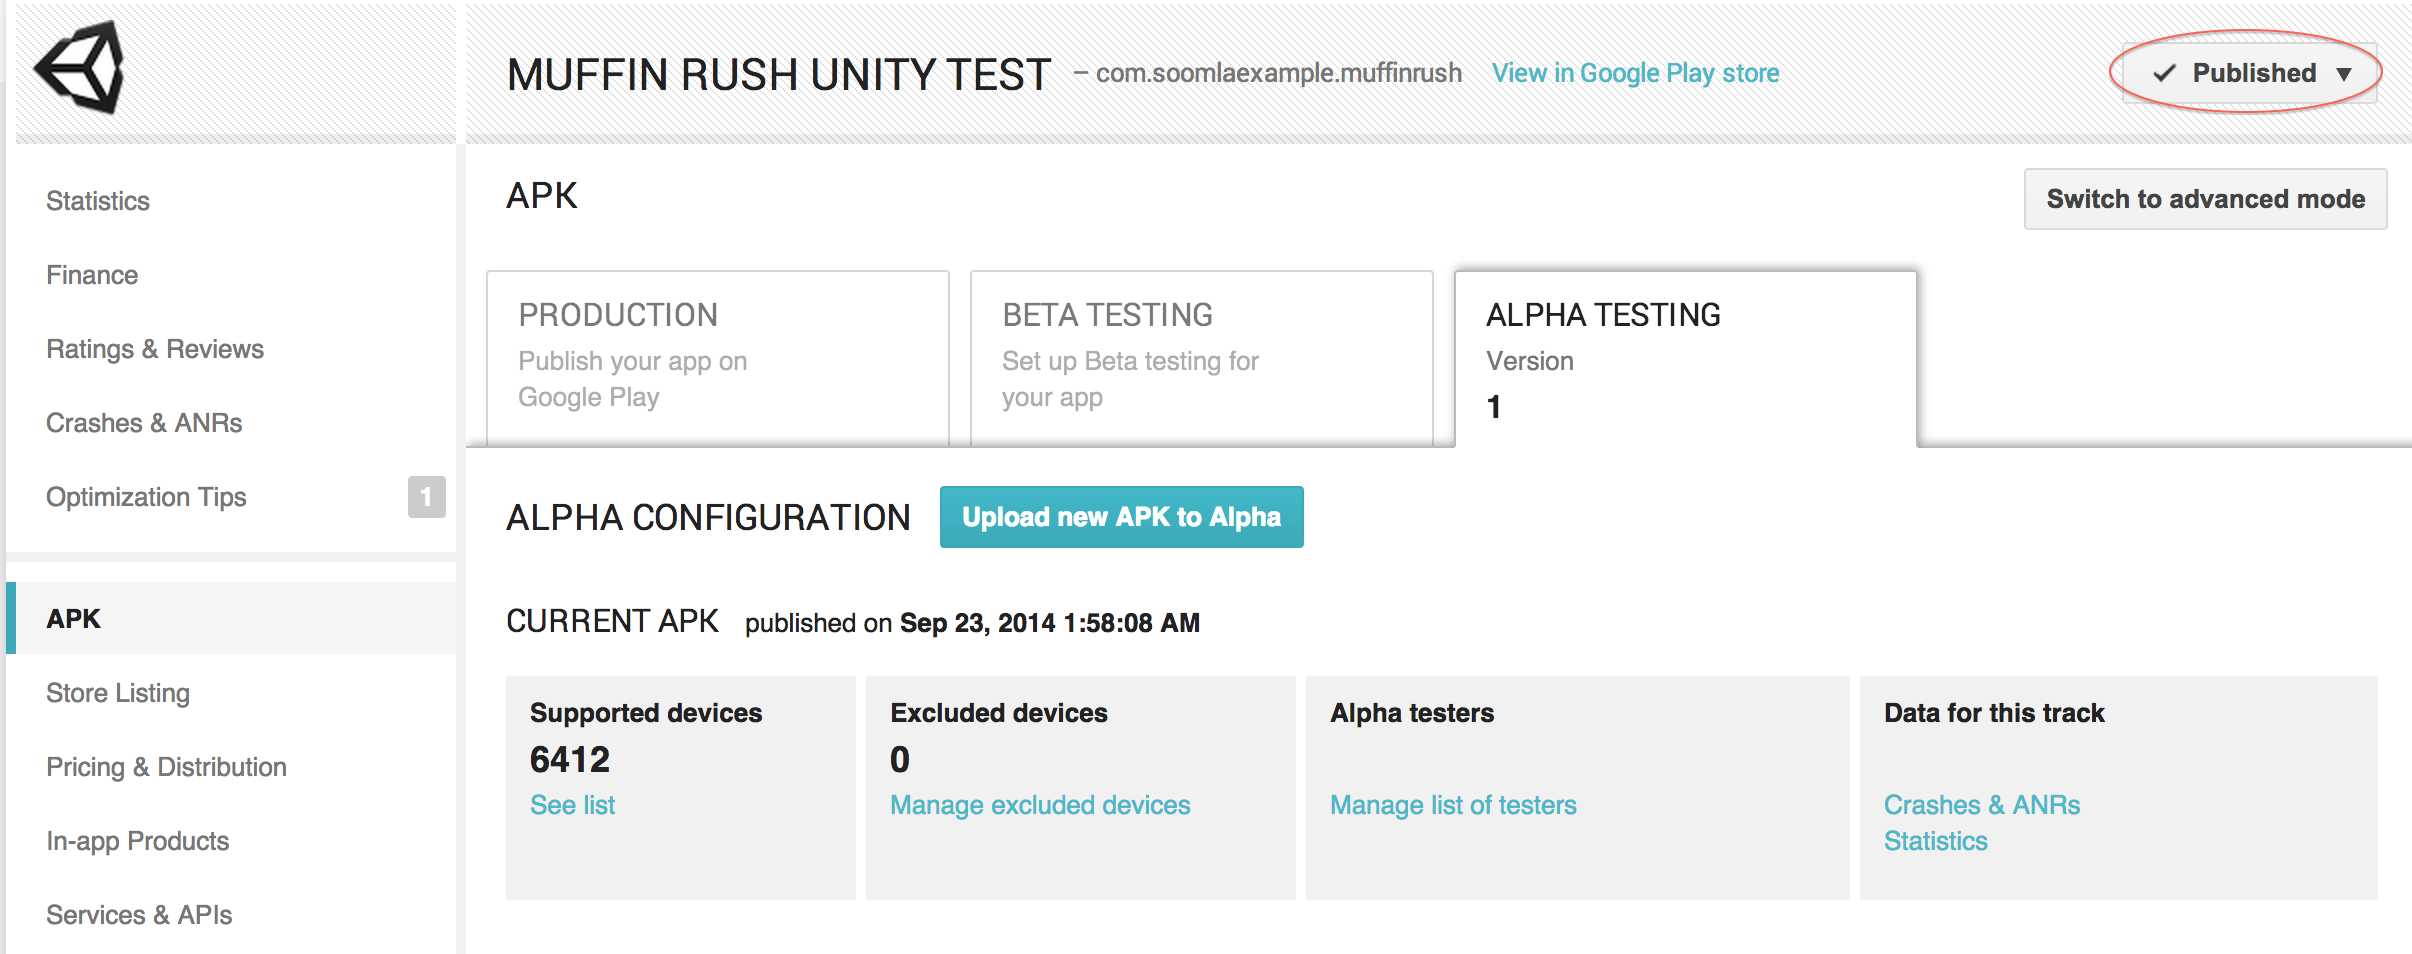 MUFFIN RUSH UNITY TEST – com.soomlaexample.muffinrush View in Google Play store
✓ Published ▼
Statistics
Finance
Ratings & Reviews
Crashes & ANRs
Optimization Tips 1
APK
Store Listing
Pricing & Distribution
In-app Products
Services & APIs
APK
Switch to advanced mode
PRODUCTION
Publish your app on
Google Play
BETA TESTING
Set up Beta testing for
your app
ALPHA TESTING
Version
1
ALPHA CONFIGURATION Upload new APK to Alpha
CURRENT APK published on Sep 23, 2014 1:58:08 AM
Supported devices
6412
See list
Excluded devices
0
Manage excluded devices
Alpha testers
Manage list of testers
Data for this track
Crashes & ANRs
Statistics